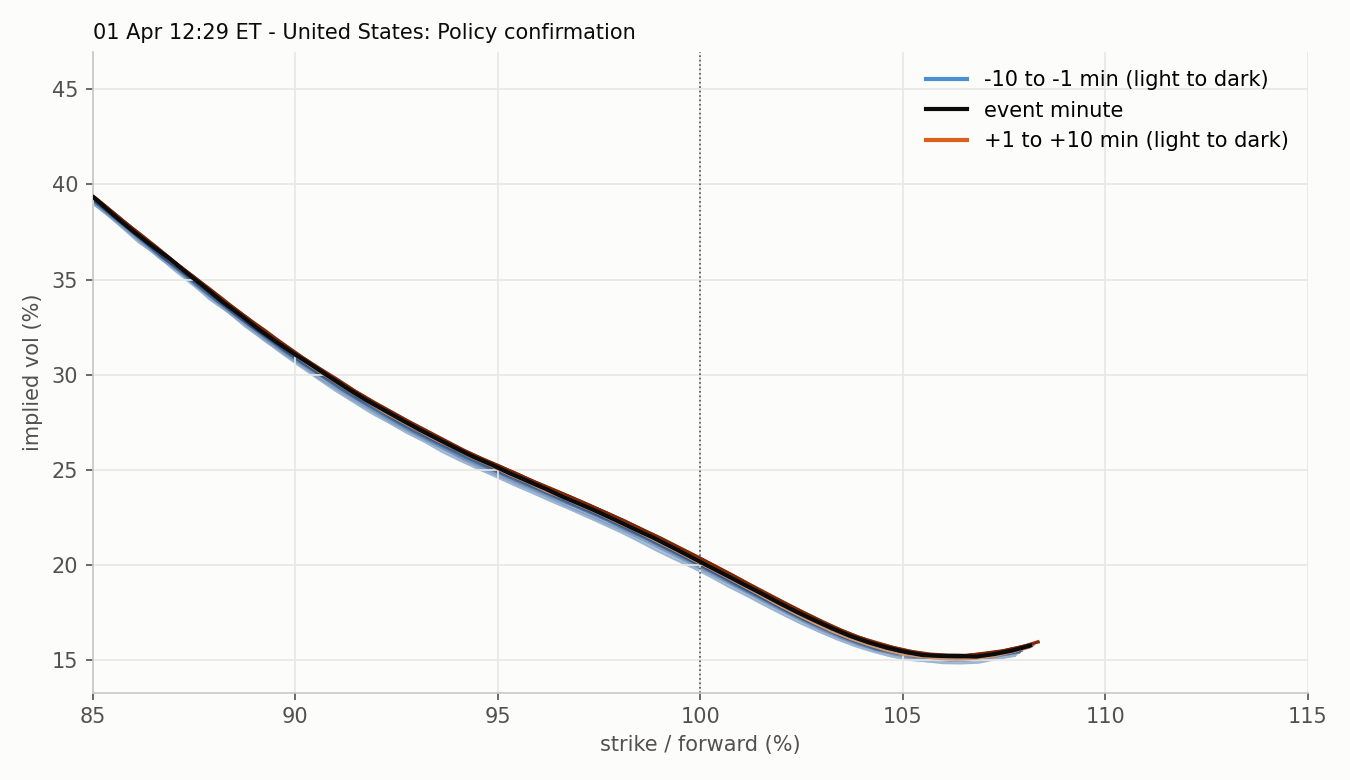 01 Apr 12:29 ET - United States: Policy confirmation
-10 to -1 min (light to dark)
event minute
+1 to +10 min (light to dark)
45
40
35
30
25
20
15
implied vol (%)
85
90
95
100
105
110
115
strike / forward (%)